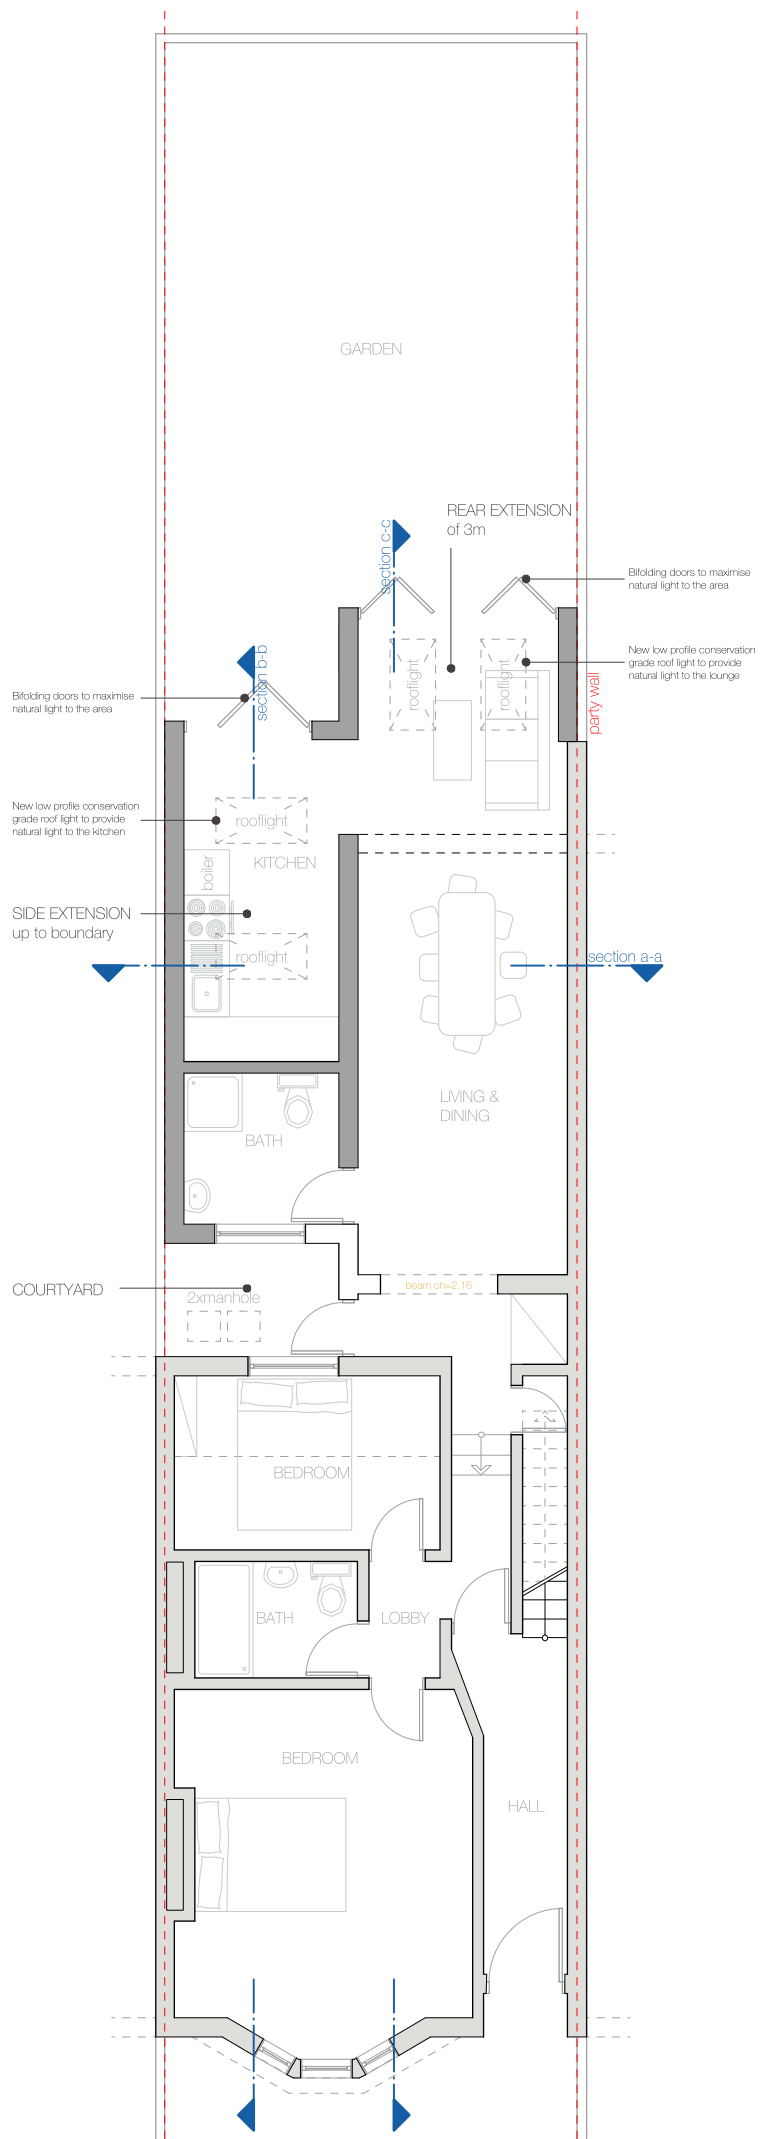 GARDEN
REAR EXTENSION
of 3m
section c-c
Bifolding doors to maximise
natural light to the area
section b-b
New low profile conservation
grade roof light to provide
natural light to the lounge
rooflight
rooflight
party wall
Bifolding doors to maximise
natural light to the area
New low profile conservation
grade roof light to provide
natural light to the kitchen
rooflight
KITCHEN
boiler
SIDE EXTENSION
up to boundary
rooflight
section a-a
LIVING &
DINING
BATH
COURTYARD
2xmanhole
beam ch=2.16
BEDROOM
BATH
LOBBY
BEDROOM
HALL